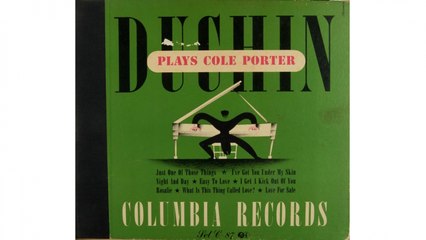 DUCHIN
PLAYS COLE PORTER
Just One Of Those Things ★ I've Got You Under My Skin
Night And Day ★ Easy To Love ★ I Get A Kick Out Of You
Rosalie ★ What Is This Thing Called Love? ★ Love For Sale
COLUMBIA RECORDS
Set C 87